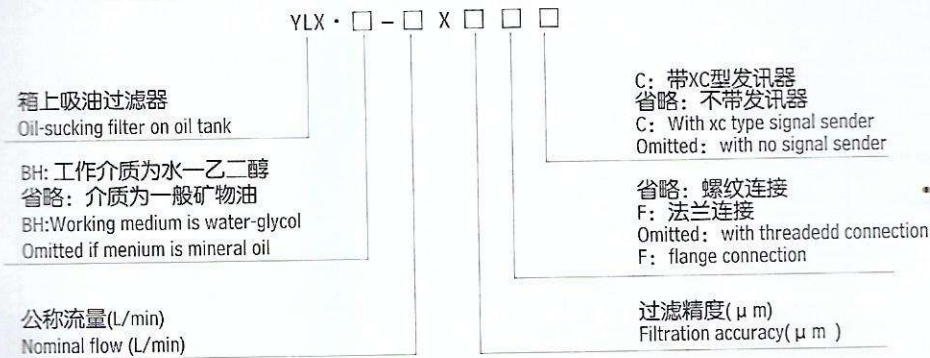 YLX · □ - □ X □ □ □
箱上吸油过滤器
Oil-sucking filter on oil tank
BH: 工作介质为水一乙二醇
省略：介质为一般矿物油
BH:Working medium is water-glycol
Omitted if menium is mineral oil
公称流量(L/min)
Nominal flow (L/min)
C：带XC型发讯器
省略：不带发讯器
C：With xc type signal sender
Omitted：with no signal sender
省略：螺纹连接
F：法兰连接
Omitted：with threadedd connection
F：flange connection
过滤精度(μm)
Filtration accuracy(μm)